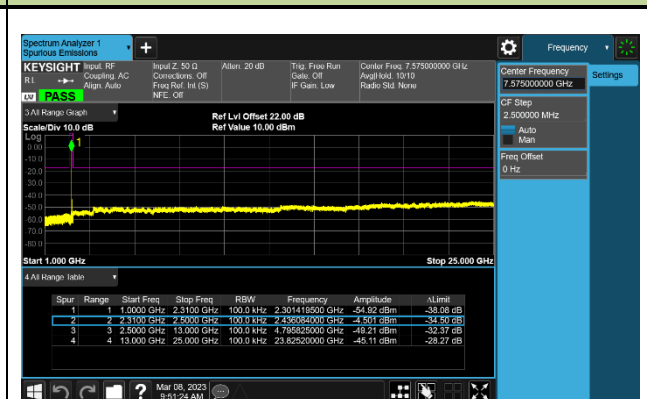 Spectrum Analyzer 1
Spurious Emissions
+
Frequency
KEYSIGHT Input: RF Input Z: 50 Ω Atten: 20 dB Trig: Free Run Center Freq: 7.575000000 GHz
RL Coupling: AC Corrections: Off Gate: Off Avg|Hold: 10/10
Align: Auto Freq Ref: Int (S) IF Gain: Low Radio Std: None
NFE: Off
LW PASS
Center Frequency
7.575000000 GHz
Settings
CF Step
2.500000 MHz
Auto
Man
Freq Offset
0 Hz
3 All Range Graph
Ref Lvl Offset 22.00 dB
Scale/Div 10.0 dB Ref Value 10.00 dBm
Log
1
0.00
-10.0
-20.0
-30.0
-40.0
-50.0
-60.0
-70.0
-80.0
Start 1.000 GHz Stop 25.000 GHz
4 All Range Table
Spur Range Start Freq Stop Freq RBW Frequency Amplitude ΔLimit
1 1 1.0000 GHz 2.3100 GHz 100.0 kHz 2.301418500 GHz -54.92 dBm -38.08 dB
2 2 2.3100 GHz 2.5000 GHz 100.0 kHz 2.436084000 GHz -4.501 dBm -34.50 dB
3 3 2.5000 GHz 13.000 GHz 100.0 kHz 4.795825000 GHz -49.21 dBm -32.37 dB
4 4 13.000 GHz 25.000 GHz 100.0 kHz 23.82520000 GHz -45.11 dBm -28.27 dB
? Mar 08, 2023
9:51:24 AM